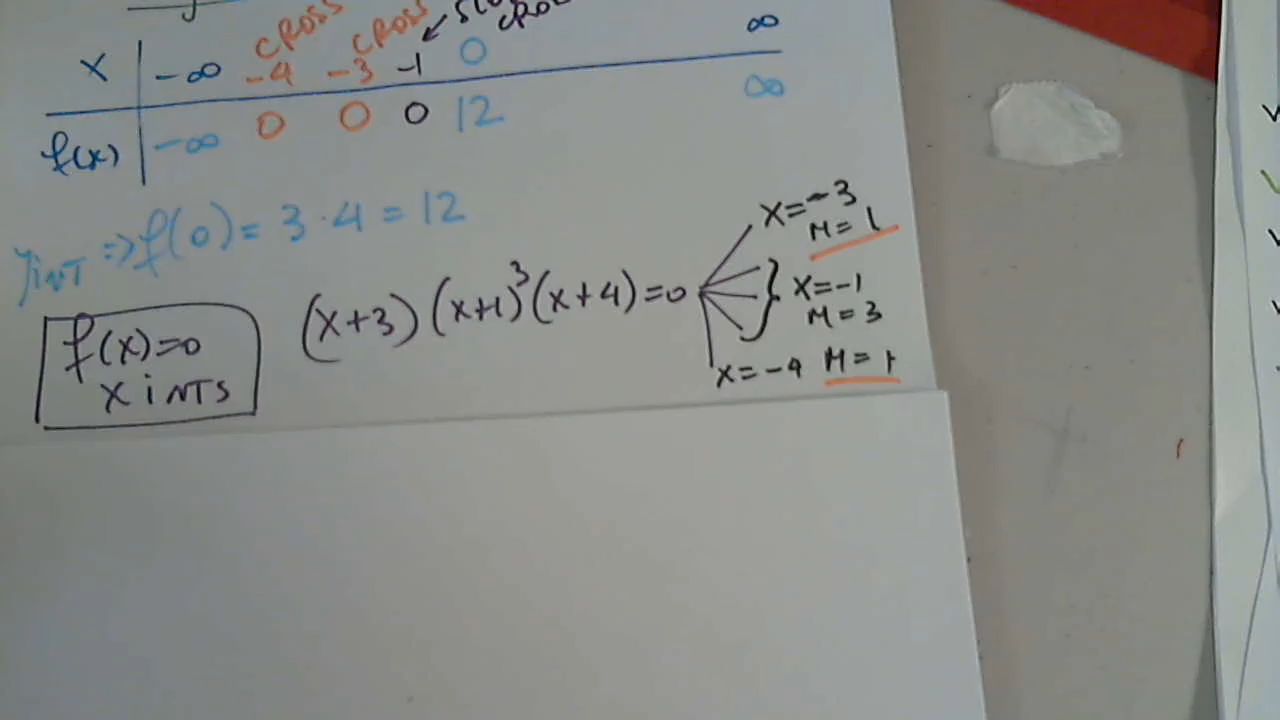 CROSS CROSS
x -∞ -4 -3 -1 0 ∞
f(x) -∞ 0 0 0 12 ∞
yINT => f(0) = 3·4 = 12
f(x)=0
x iNTS
(x+3)(x+1)³(x+4)=0
x=-3
M=1
x=-1
M=3
x=-4 M=1